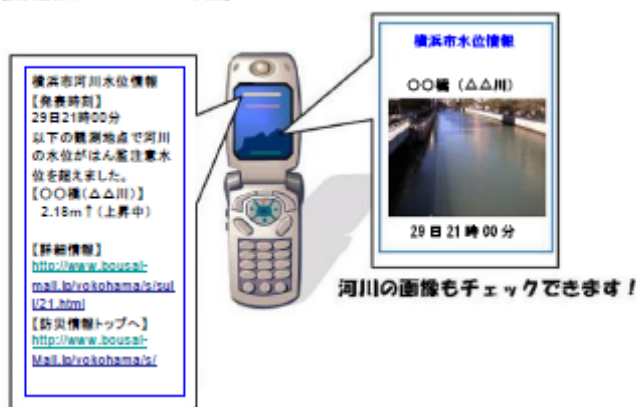 横浜市河川水位情報
【発表時刻】
29日21時00分
以下の観測地点で河川
の水位がはん濫注意水
位を超えました。
【〇〇橋(△△川)】
2.18m↑(上昇中)
【詳細情報】
http://www.bousai-
mail.jp/yokohama/s/sui
l/21.html
【防災情報トップへ】
http://www.bousai-
Mail.jp/yokohama/s/
横浜市水位情報
〇〇橋(△△川)
29日21時00分
河川の画像もチェックできます!